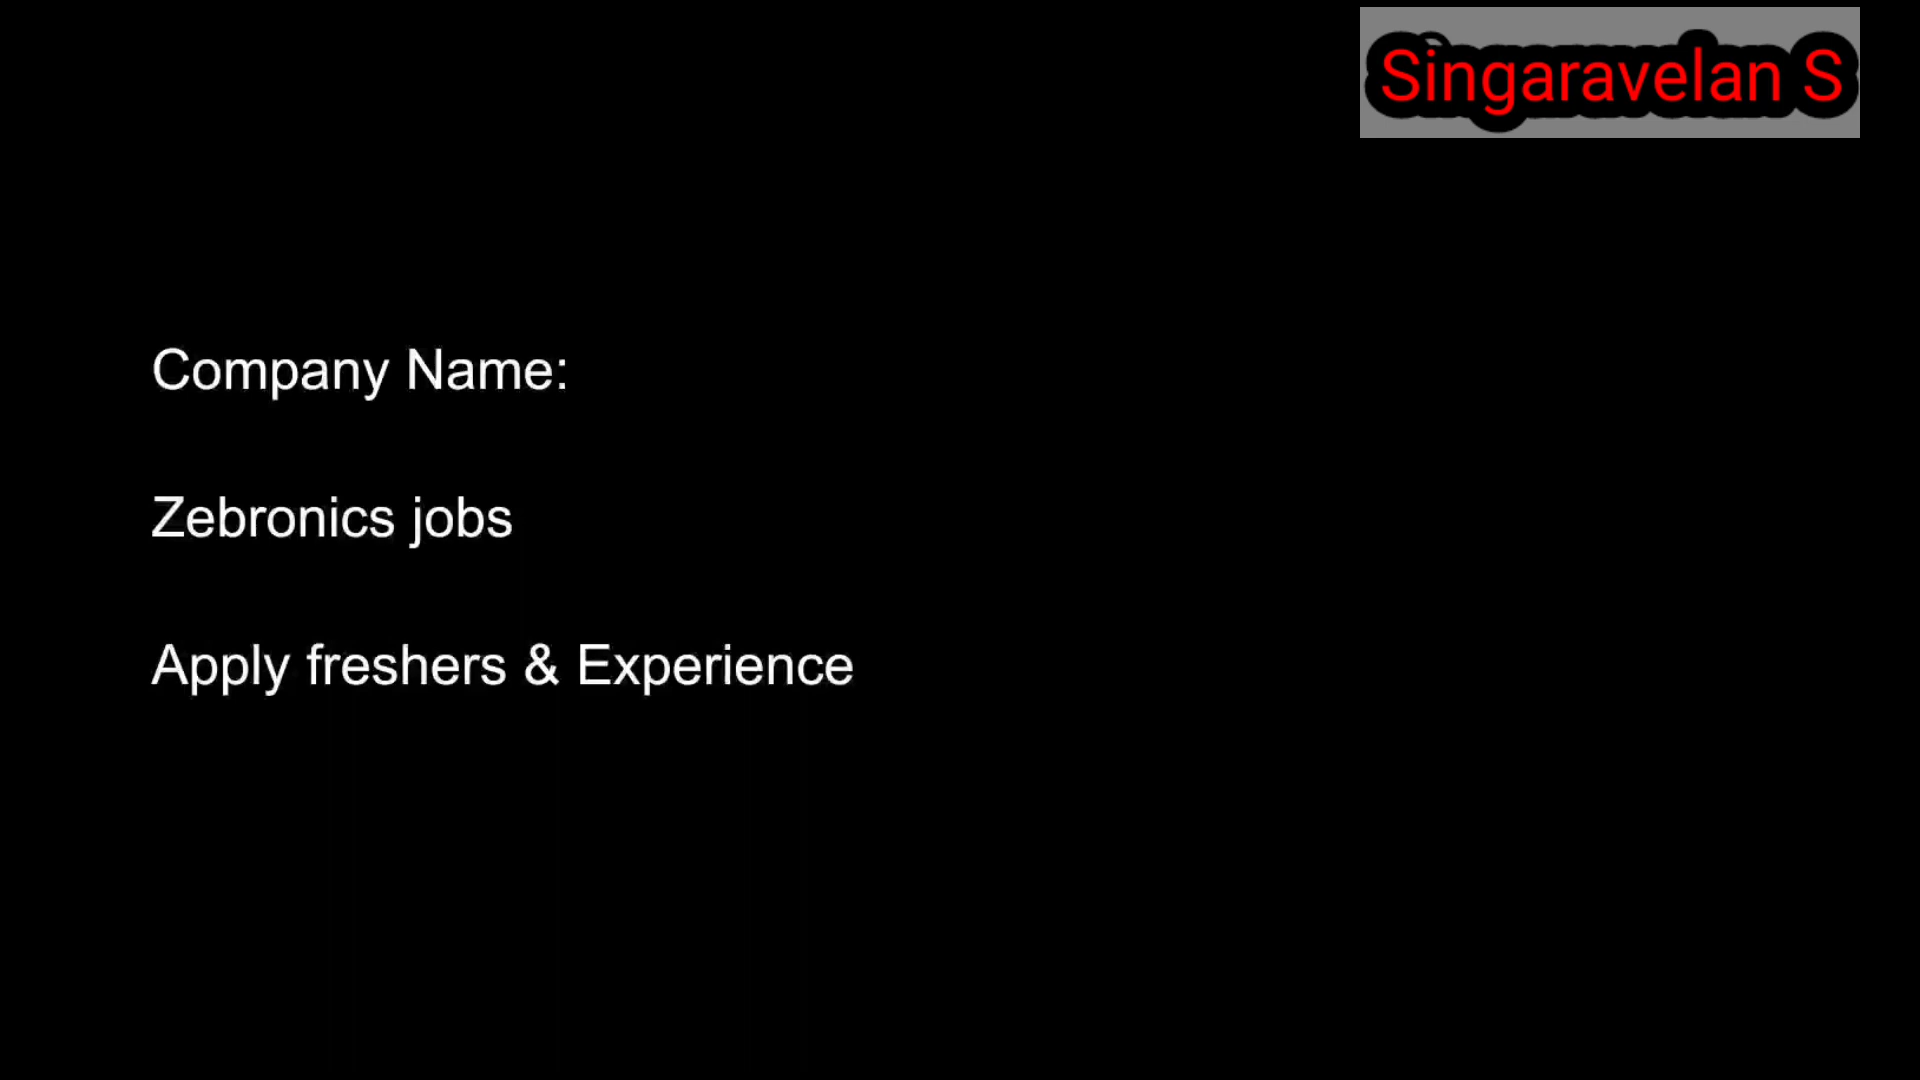 Singaravelan S
Company Name:
Zebronics jobs
Apply freshers & Experience